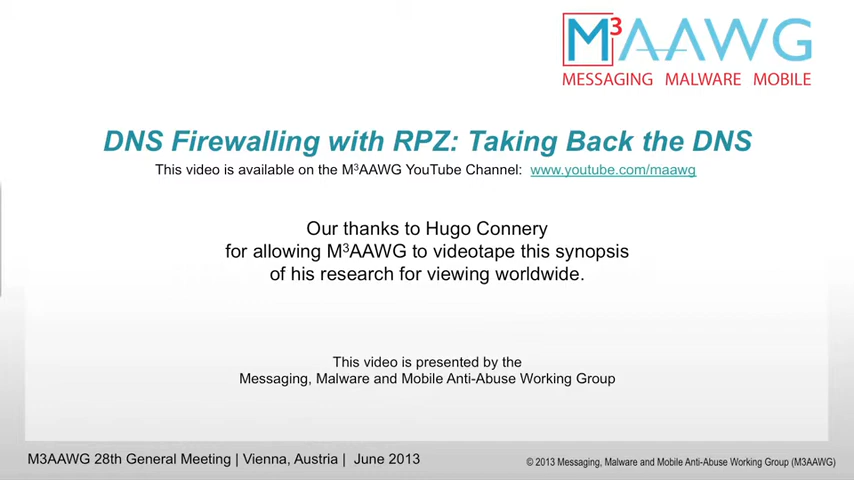 M³AAWG
MESSAGING MALWARE MOBILE
DNS Firewalling with RPZ: Taking Back the DNS
This video is available on the M³AAWG YouTube Channel: www.youtube.com/maawg
Our thanks to Hugo Connery
for allowing M³AAWG to videotape this synopsis
of his research for viewing worldwide.
This video is presented by the
Messaging, Malware and Mobile Anti-Abuse Working Group
M3AAWG 28th General Meeting | Vienna, Austria | June 2013
© 2013 Messaging, Malware and Mobile Anti-Abuse Working Group (M3AAWG)